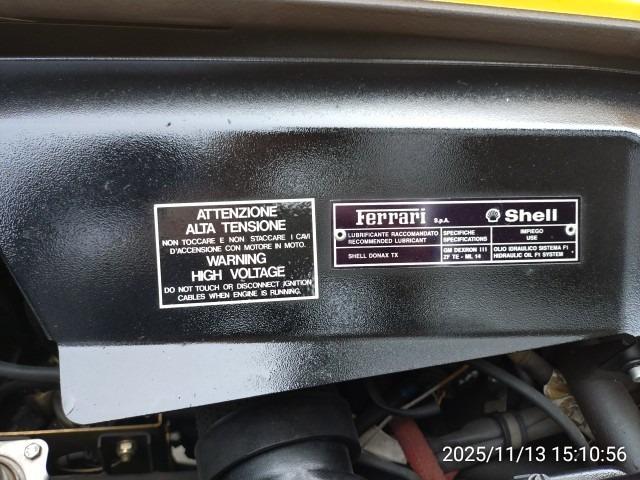 ATTENZIONE
ALTA TENSIONE
NON TOCCARE E NON STACCARE I CAVI
D'ACCENSIONE CON MOTORE IN MOTO.
WARNING
HIGH VOLTAGE
DO NOT TOUCH OR DISCONNECT IGNITION
CABLES WHEN ENGINE IS RUNNING.
Ferrari S.p.A. Shell
LUBRIFICANTE RACCOMANDATO SPECIFICHE IMPIEGO
RECOMMENDED LUBRICANT SPECIFICATIONS USE
SHELL DONAX TX GM DEXRON III OLIO IDRAULICO SISTEMA F1
ZF TE - ML 14 HIDRAULIC OIL F1 SYSTEM
2025/11/13 15:10:56